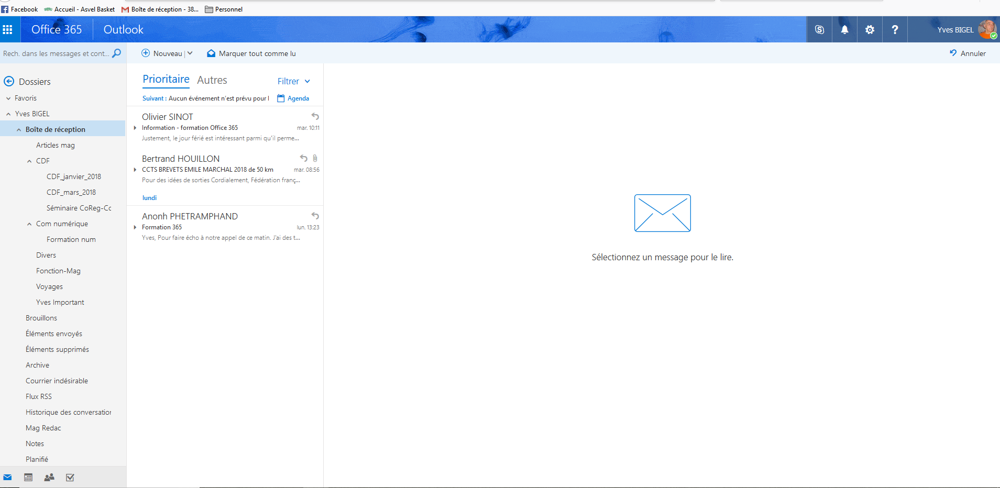 Facebook
Accueil - Asvel Basket
Boîte de réception - 38...
Personnel
Office 365
Outlook
Yves BIGEL
Rech. dans les messages et cont...
Nouveau
Marquer tout comme lu
Annuler
Dossiers
Favoris
Yves BIGEL
Boîte de réception
Articles mag
CDF
CDF_janvier_2018
CDF_mars_2018
Séminaire CoReg-Co
Com numérique
Formation num
Divers
Fonction-Mag
Voyages
Yves Important
Brouillons
Éléments envoyés
Éléments supprimés
Archive
Courrier indésirable
Flux RSS
Historique des conversation
Mag Redac
Notes
Planifié
Prioritaire
Autres
Filtrer
Suivant : Aucun événement n'est prévu pour l
Agenda
Olivier SINOT
Information - formation Office 365
mar. 10:11
Justement, le jour férié est intéressant parmi qu'il perme...
Bertrand HOUILLON
CCTS BREVETS EMILE MARCHAL 2018 de 50 km
mar. 08:56
Pour des idées de sorties Cordialement, Fédération franç...
lundi
Anonh PHETRAMPHAND
Formation 365
lun. 13:23
Yves, Pour faire écho à notre appel de ce matin. J'ai des t...
Sélectionnez un message pour le lire.